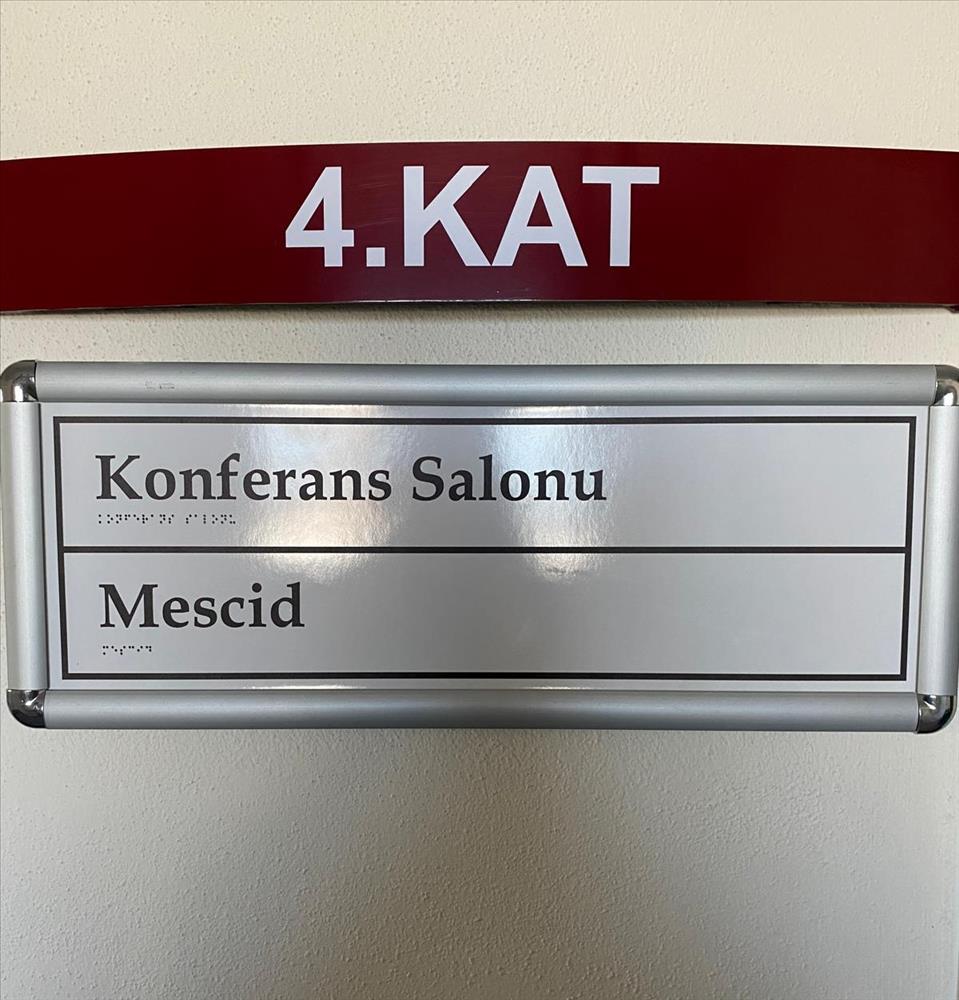 4.KAT
Konferans Salonu
⠅⠕⠝⠋⠑⠗⠁⠝⠎ ⠎⠁⠇⠕⠝⠥
Mescid
⠍⠑⠎⠉⠊⠙